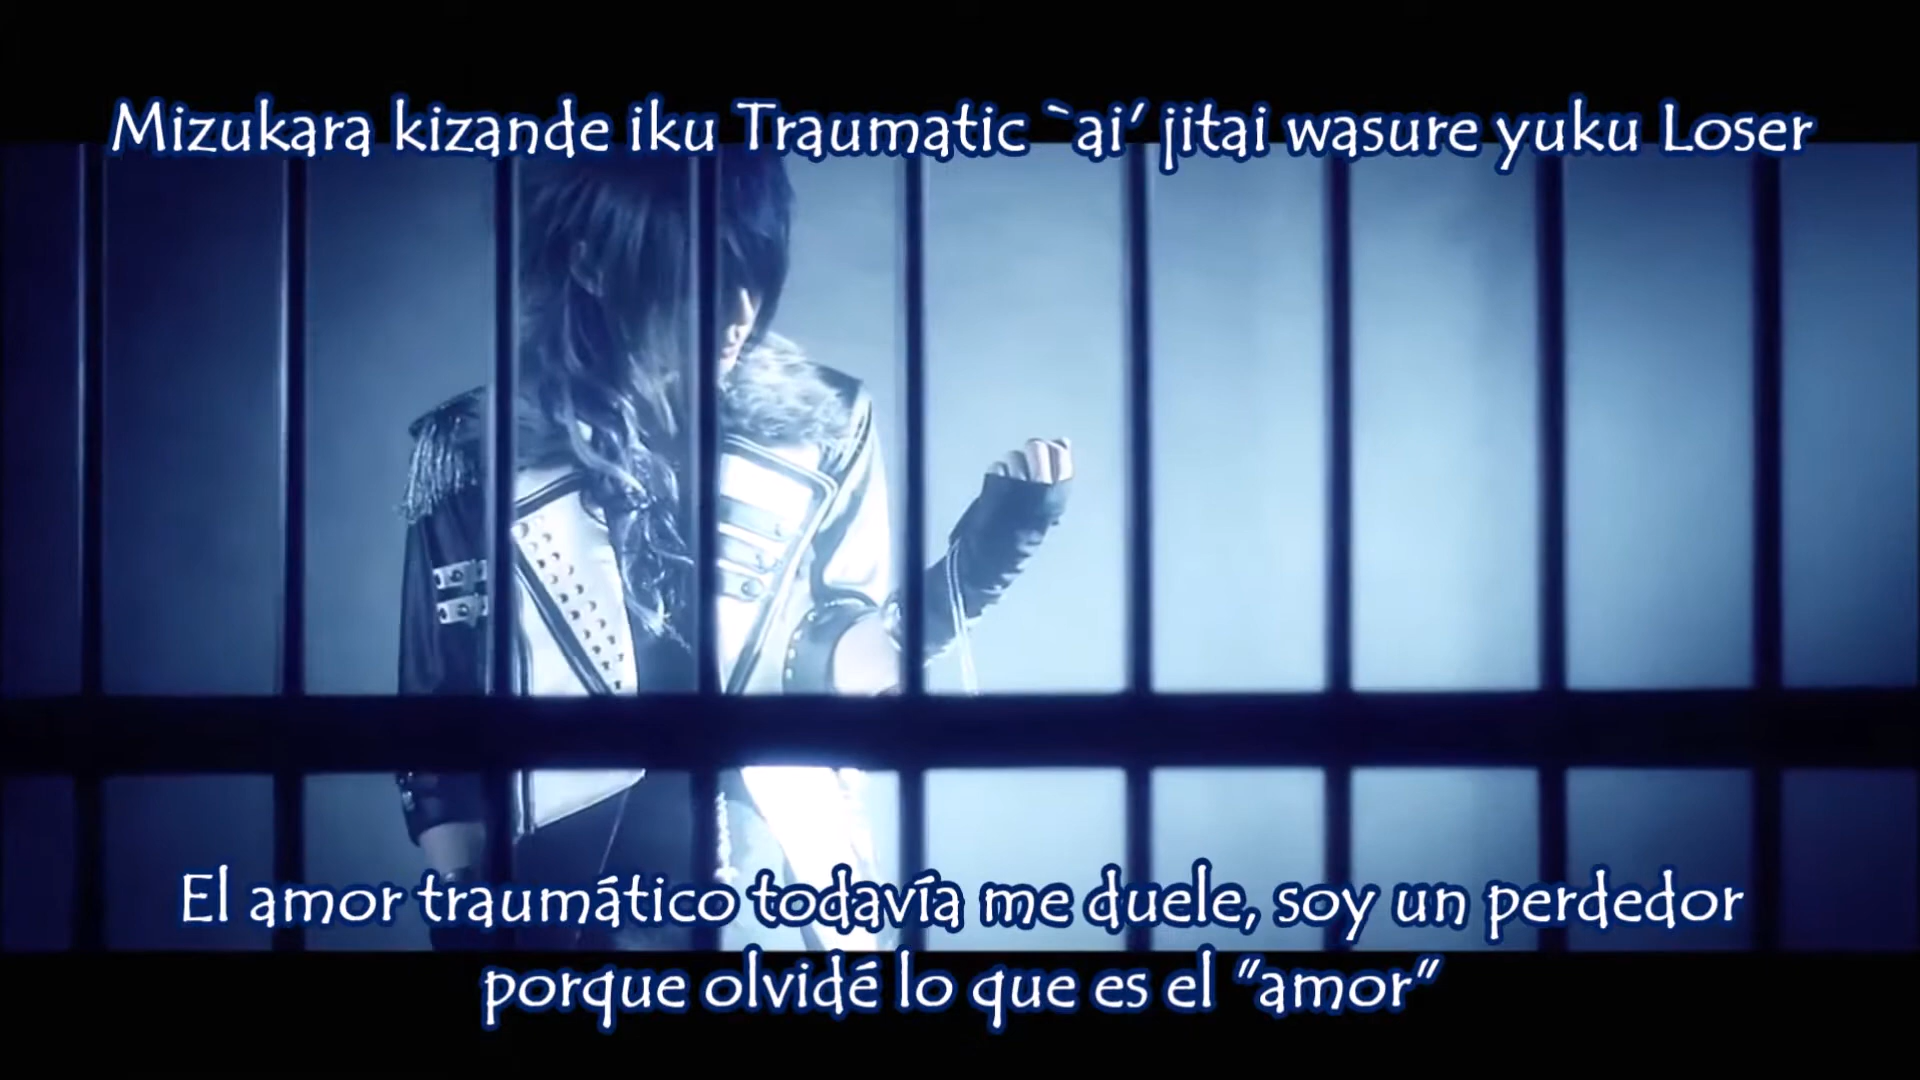 Mizukara kizande iku Traumatic `ai’ jitai wasure yuku Loser
El amor traumático todavía me duele, soy un perdedor
porque olvidé lo que es el “amor”